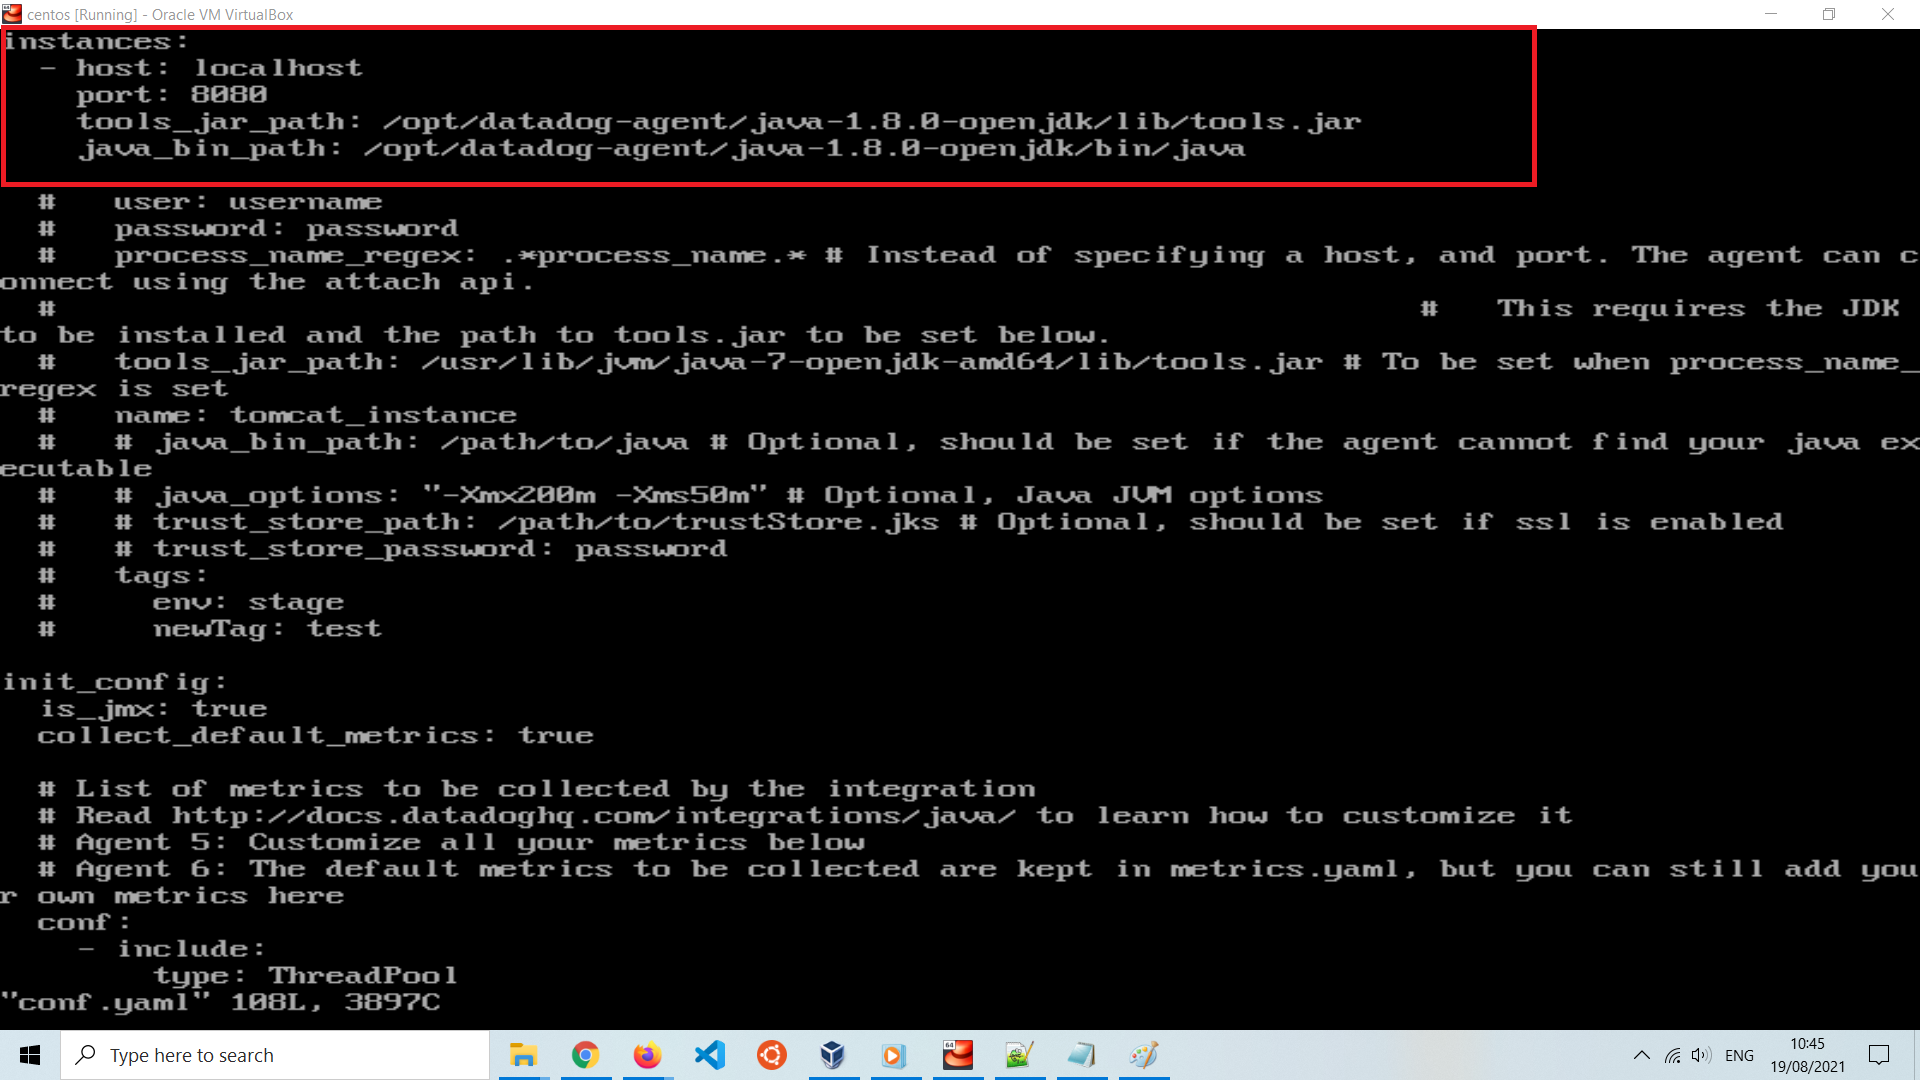 centos [Running] - Oracle VM VirtualBox
instances:
- host: localhost
port: 8080
tools_jar_path: /opt/datadog-agent/java-1.8.0-openjdk/lib/tools.jar
java_bin_path: /opt/datadog-agent/java-1.8.0-openjdk/bin/java
# user: username
# password: password
# process_name_regex: .*process_name.* # Instead of specifying a host, and port. The agent can c
onnect using the attach api.
# # This requires the JDK
to be installed and the path to tools.jar to be set below.
# tools_jar_path: /usr/lib/jvm/java-7-openjdk-amd64/lib/tools.jar # To be set when process_name_
regex is set
# name: tomcat_instance
# # java_bin_path: /path/to/java # Optional, should be set if the agent cannot find your java ex
ecutable
# # java_options: "-Xmx200m -Xms50m" # Optional, Java JVM options
# # trust_store_path: /path/to/trustStore.jks # Optional, should be set if ssl is enabled
# # trust_store_password: password
# tags:
# env: stage
# newTag: test
init_config:
is_jmx: true
collect_default_metrics: true
# List of metrics to be collected by the integration
# Read http://docs.datadoghq.com/integrations/java/ to learn how to customize it
# Agent 5: Customize all your metrics below
# Agent 6: The default metrics to be collected are kept in metrics.yaml, but you can still add you
r own metrics here
conf:
- include:
type: ThreadPool
"conf.yaml" 108L, 3897C
Type here to search
64
ENG
10:45
19/08/2021